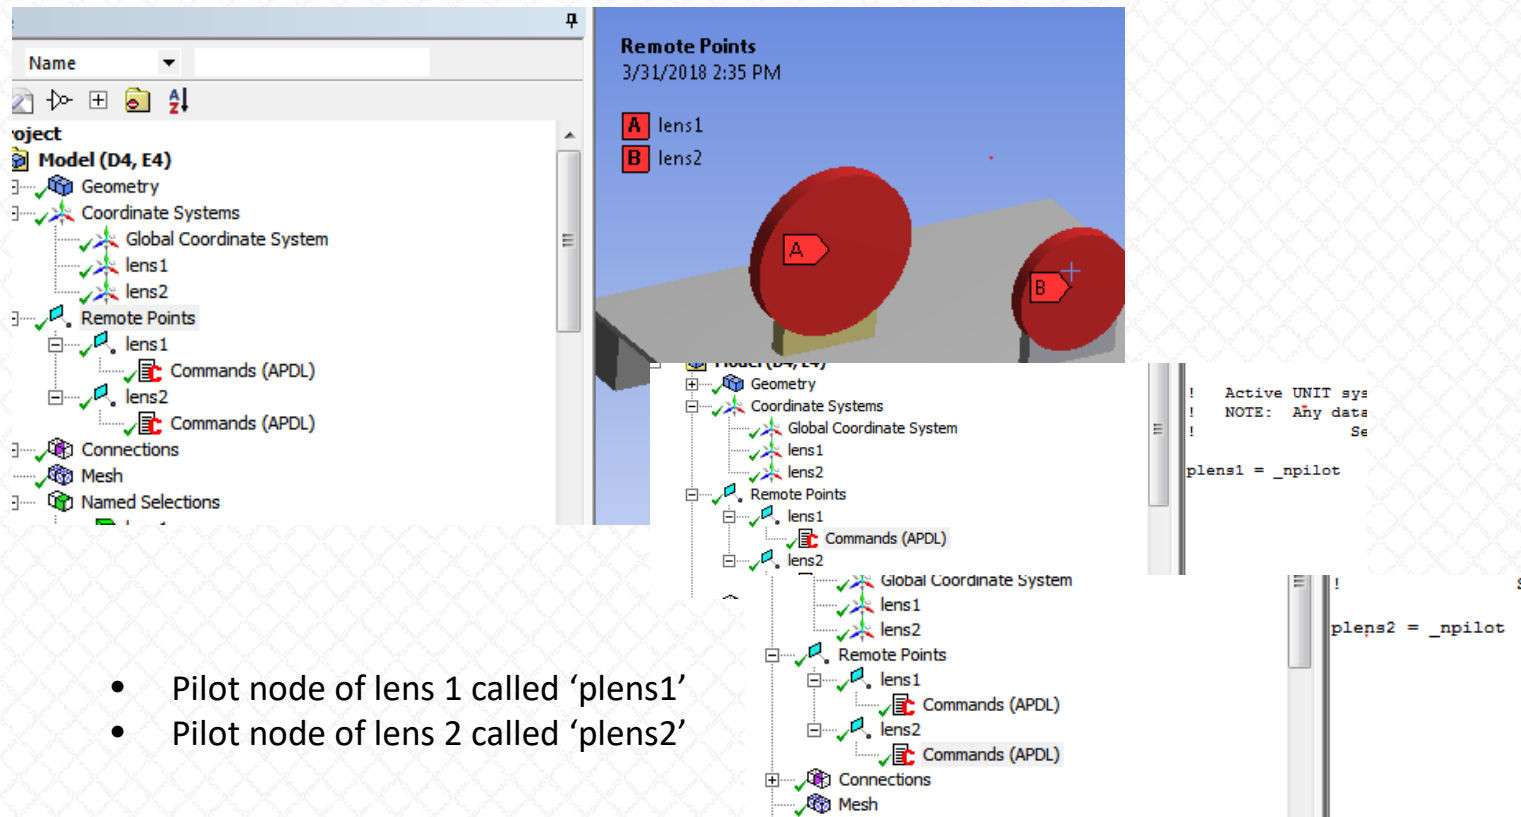 Name
roject
Model (D4, E4)
Geometry
Coordinate Systems
Global Coordinate System
lens1
lens2
Remote Points
lens1
Commands (APDL)
lens2
Commands (APDL)
Connections
Mesh
Named Selections
Remote Points
3/31/2018 2:35 PM
A lens1
B lens2
A
B
Geometry
Coordinate Systems
Global Coordinate System
lens1
lens2
Remote Points
lens1
Commands (APDL)
lens2
! Active UNIT sys
! NOTE: Any data
! Se
plens1 = _npilot
Global Coordinate System
lens1
lens2
Remote Points
lens1
Commands (APDL)
lens2
Commands (APDL)
Connections
Mesh
! S
plens2 = _npilot
• Pilot node of lens 1 called ‘plens1’
• Pilot node of lens 2 called ‘plens2’